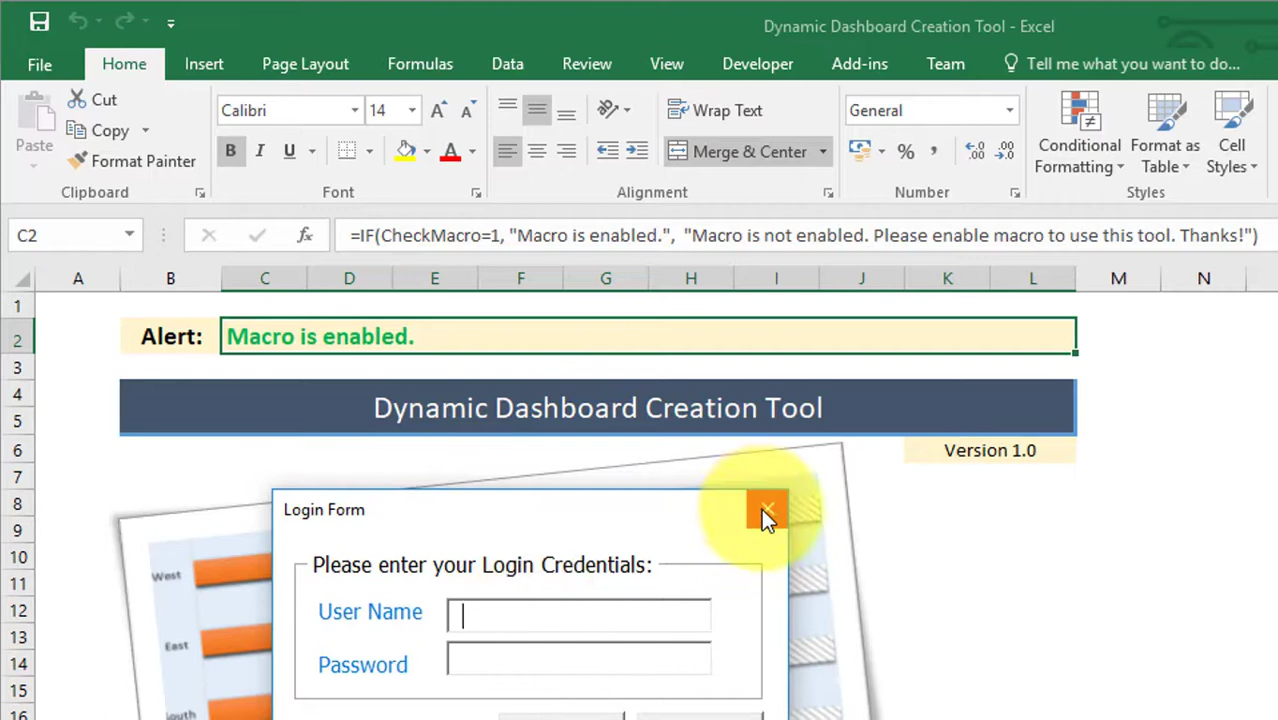 Dynamic Dashboard Creation Tool - Excel
File Home Insert Page Layout Formulas Data Review View Developer Add-ins Team Tell me what you want to do...
Cut
Copy
Format Painter
Paste
Clipboard
Calibri 14 A A
B I U A
Font
Wrap Text
Merge & Center
Alignment
General
% , .00 .0 .00
Number
Conditional Formatting
Format as Table
Cell Styles
Styles
C2 fx =IF(CheckMacro=1, "Macro is enabled.", "Macro is not enabled. Please enable macro to use this tool. Thanks!")
A B C D E F G H I J K L M N
1
2 Alert: Macro is enabled.
3
4 Dynamic Dashboard Creation Tool
5
6 Version 1.0
7
8 Login Form
9
10 Please enter your Login Credentials:
West
11
12 User Name
13
East
14 Password
15
16
South